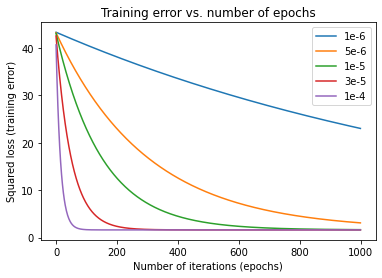 Training error vs. number of epochs
1e-6
5e-6
1e-5
3e-5
1e-4
Squared loss (training error)
40
30
20
10
0
0 200 400 600 800 1000
Number of iterations (epochs)